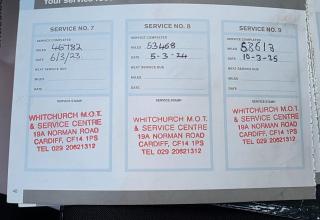 Your service
SERVICE NO. 7
SERVICE COMPLETED
MILES 46782
DATE 6/3/23
NEXT SERVICE DUE
MILES
DATE
SERVICE STAMP
WHITCHURCH M.O.T.
& SERVICE CENTRE
19A NORMAN ROAD
CARDIFF, CF14 1PS
TEL 029 20621312
SERVICE NO. 8
SERVICE COMPLETED
MILES 53468
DATE 5-3-24
NEXT SERVICE DUE
MILES
DATE
SERVICE STAMP
WHITCHURCH M.O.T.
& SERVICE CENTRE
19A NORMAN ROAD
CARDIFF, CF14 1PS
TEL 029 20621312
SERVICE NO. 9
SERVICE COMPLETED
MILES
DATE 10-3-25
NEXT SERVICE DUE
MILES
DATE
SERVICE STAMP
WHITCHURCH M.O.T.
& SERVICE CENTRE
19A NORMAN ROAD
CARDIFF, CF14 1PS
TEL 029 20621312